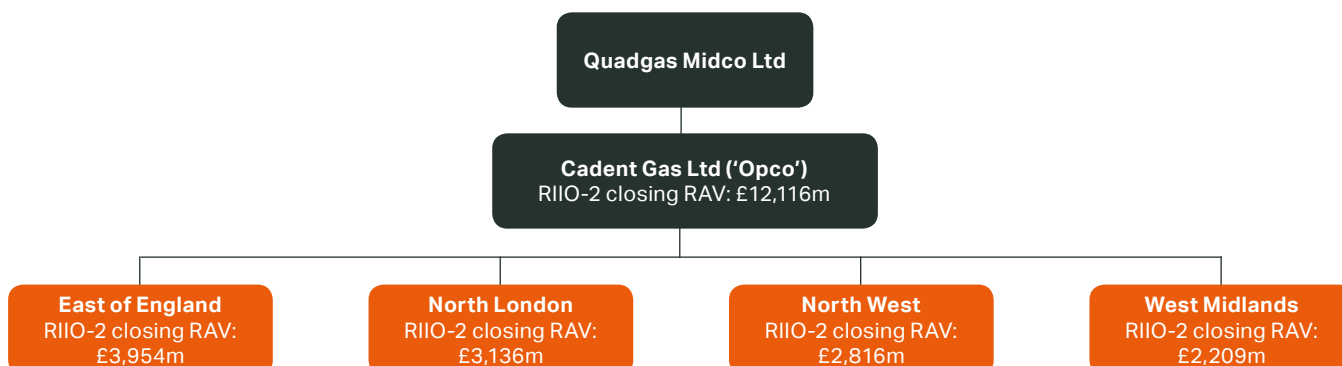 Quadgas Midco Ltd
Cadent Gas Ltd (‘Opco’)
RIIO-2 closing RAV: £12,116m
East of England
RIIO-2 closing RAV:
£3,954m
North London
RIIO-2 closing RAV:
£3,136m
North West
RIIO-2 closing RAV:
£2,816m
West Midlands
RIIO-2 closing RAV:
£2,209m